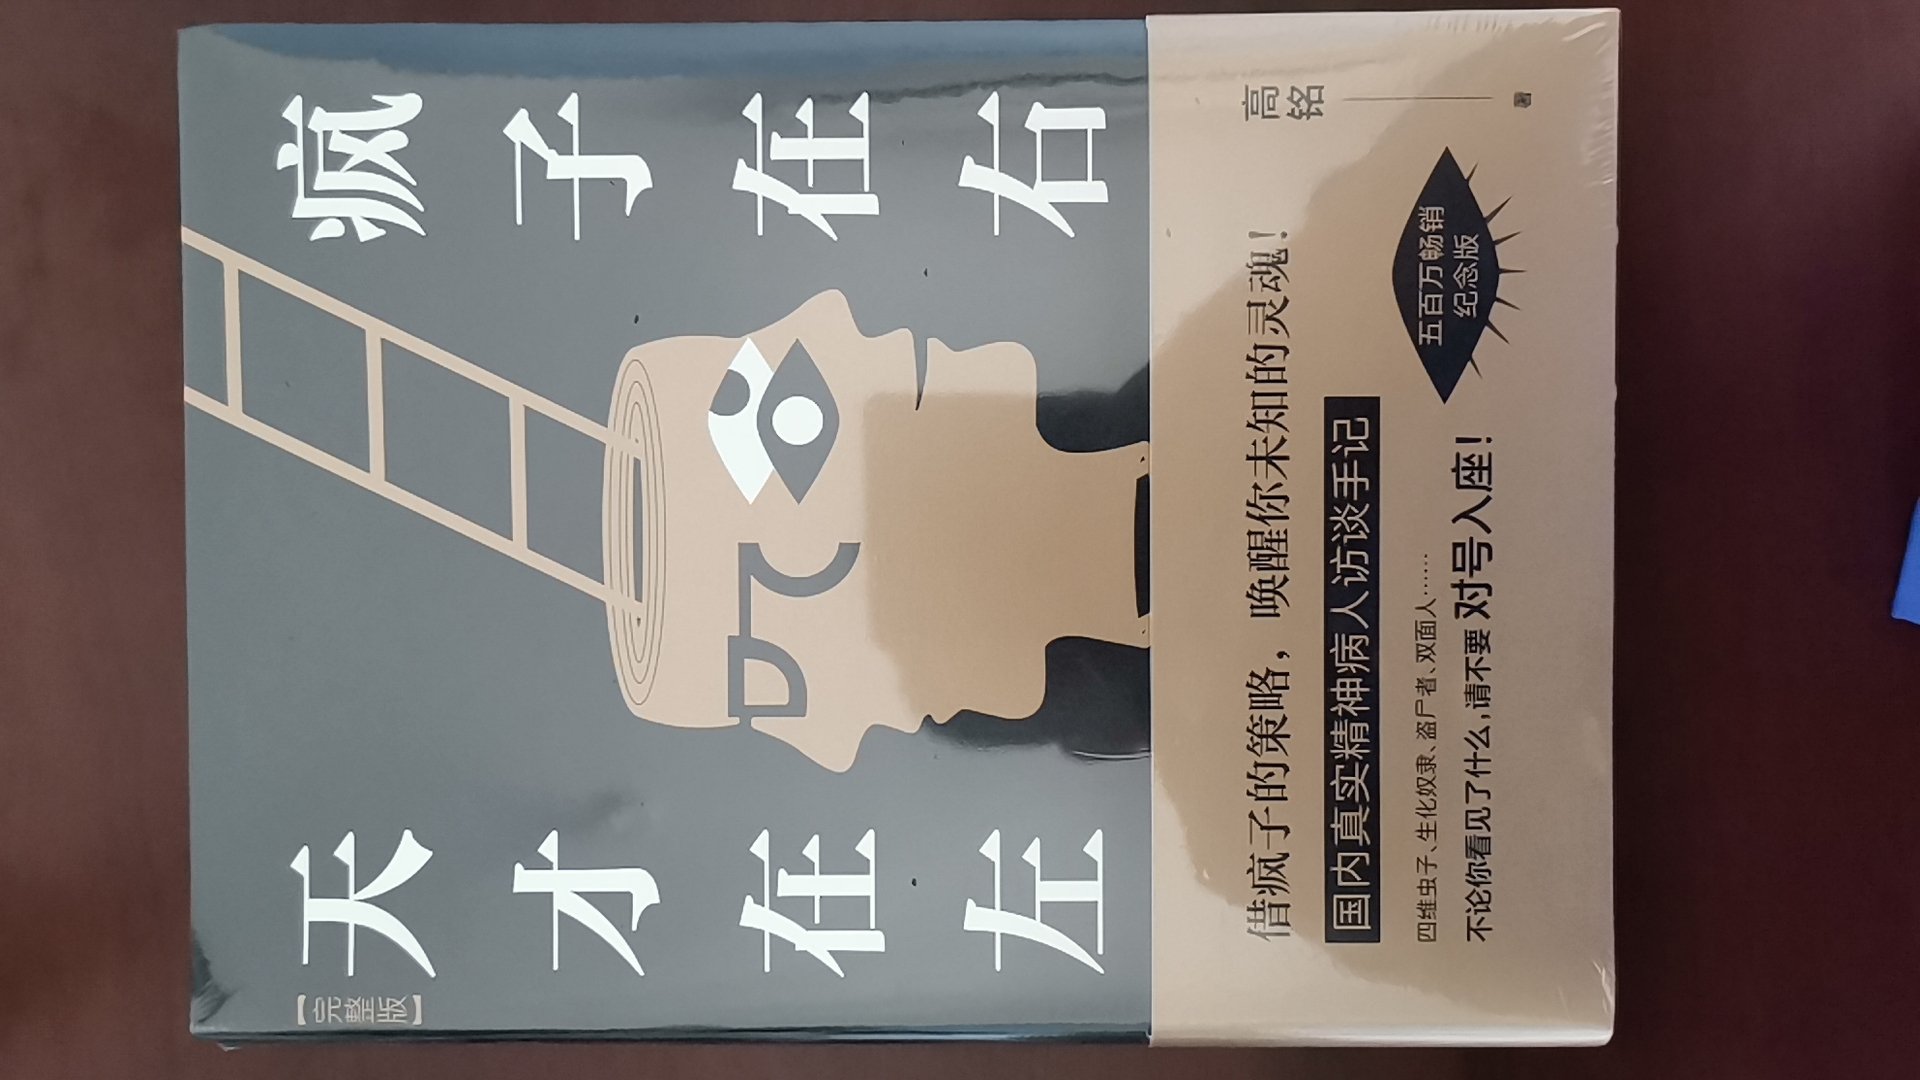 【完整版】
天才在左
疯子在右
高铭
著
借疯子的策略，唤醒你未知的灵魂！
国内真实精神病人访谈手记
四维虫子、生化奴隶、盗尸者、双面人……
不论你看见了什么，请不要 对号入座！
五百万畅销
纪念版